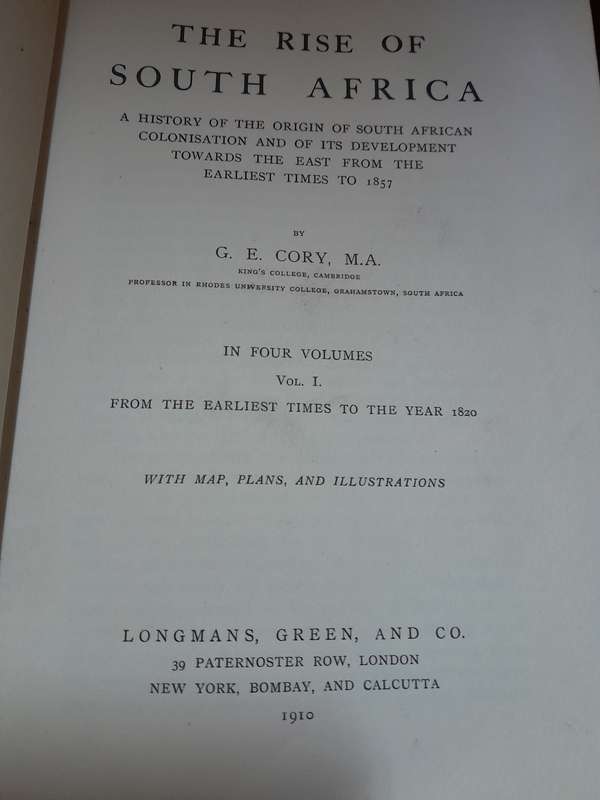 THE RISE OF
SOUTH AFRICA
A HISTORY OF THE ORIGIN OF SOUTH AFRICAN
COLONISATION AND OF ITS DEVELOPMENT
TOWARDS THE EAST FROM THE
EARLIEST TIMES TO 1857
BY
G. E. CORY, M.A.
KING'S COLLEGE, CAMBRIDGE
PROFESSOR IN RHODES UNIVERSITY COLLEGE, GRAHAMSTOWN, SOUTH AFRICA
IN FOUR VOLUMES
VOL. I.
FROM THE EARLIEST TIMES TO THE YEAR 1820
WITH MAP, PLANS, AND ILLUSTRATIONS
LONGMANS, GREEN, AND CO.
39 PATERNOSTER ROW, LONDON
NEW YORK, BOMBAY, AND CALCUTTA
1910